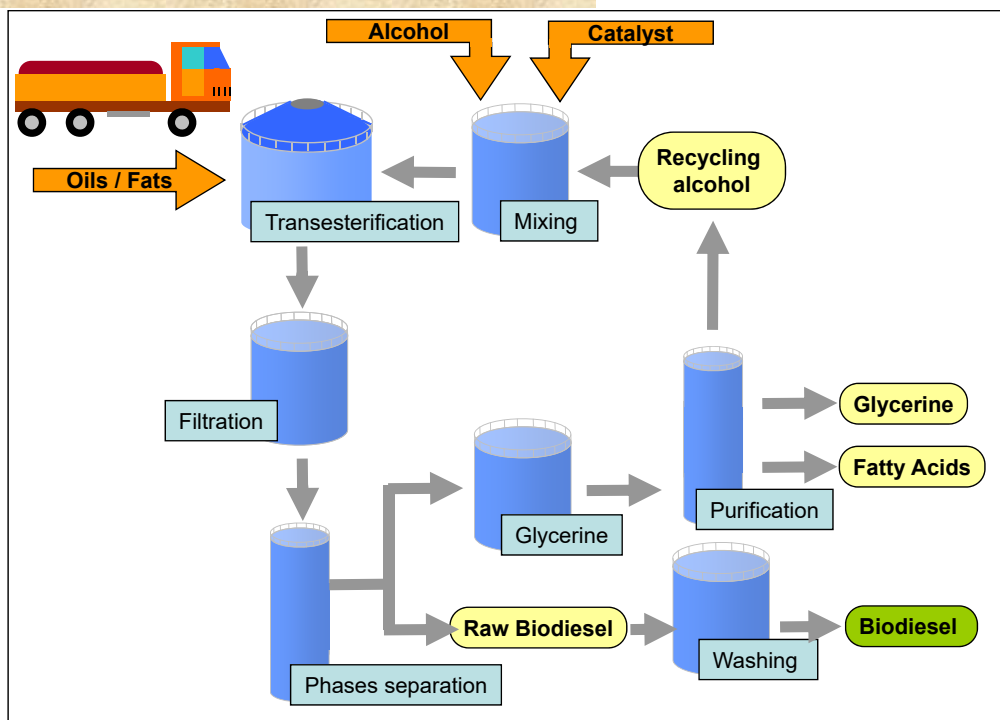 Alcohol
Catalyst
Oils / Fats
Recycling
alcohol
Transesterification
Mixing
Filtration
Glycerine
Fatty Acids
Glycerine
Purification
Raw Biodiesel
Biodiesel
Washing
Phases separation